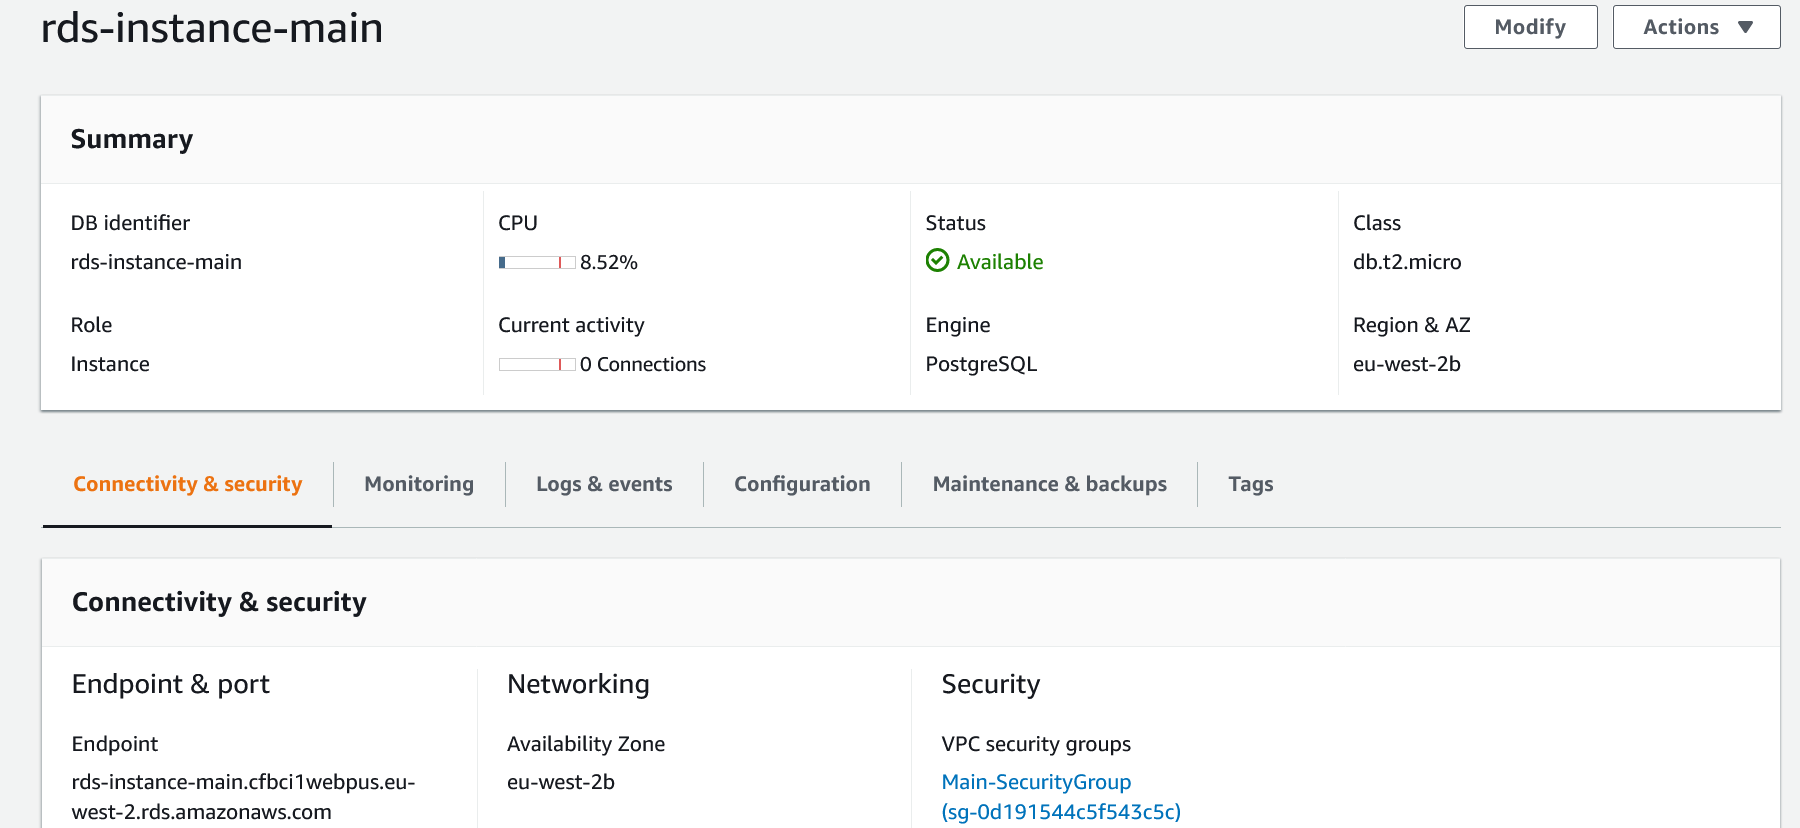 rds-instance-main
Modify
Actions
Summary
DB identifier
rds-instance-main
Role
Instance
CPU
8.52%
Current activity
0 Connections
Status
Available
Engine
PostgreSQL
Class
db.t2.micro
Region & AZ
eu-west-2b
Connectivity & security
Monitoring
Logs & events
Configuration
Maintenance & backups
Tags
Connectivity & security
Endpoint & port
Endpoint
rds-instance-main.cfbci1webpus.eu-
west-2.rds.amazonaws.com
Networking
Availability Zone
eu-west-2b
Security
VPC security groups
Main-SecurityGroup
(sg-0d191544c5f543c5c)